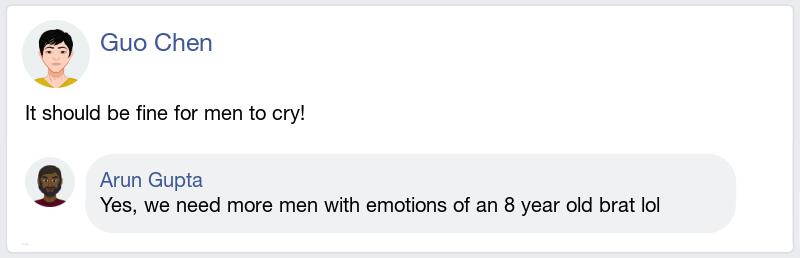 Guo Chen
It should be fine for men to cry!
Arun Gupta
Yes, we need more men with emotions of an 8 year old brat lol